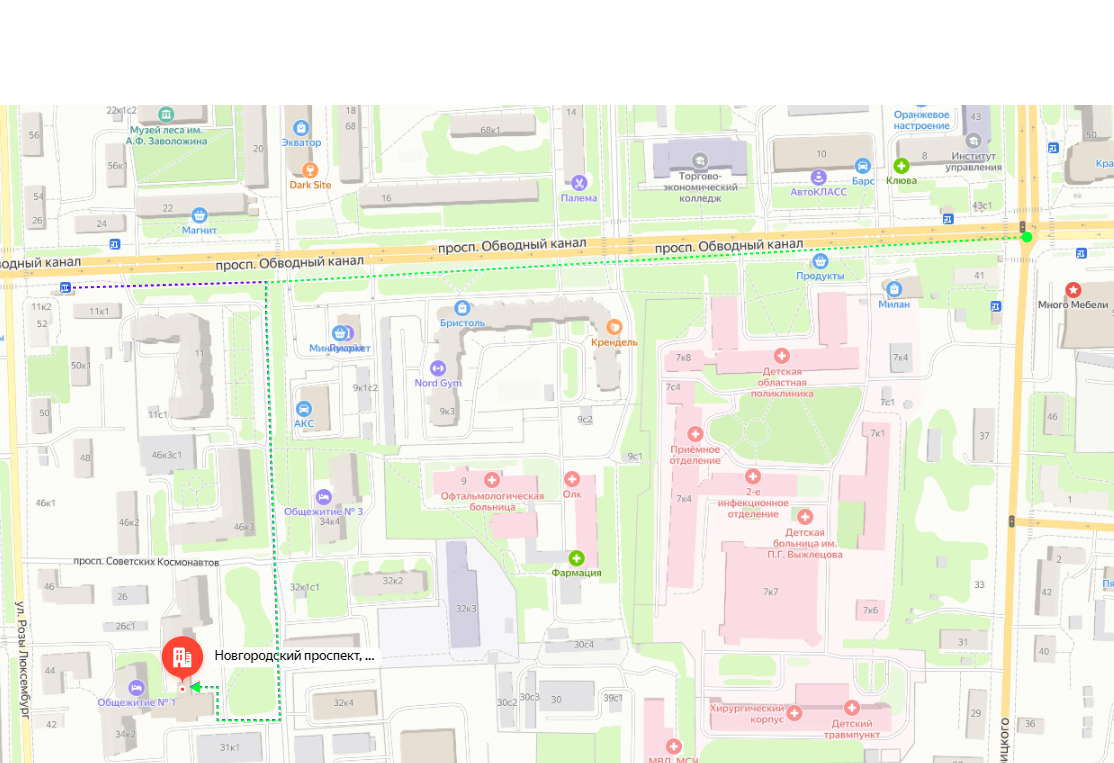 22к1с2
18
14
43
Оранжевое
настроение
56
68
68к1
Музей леса им.
А.Ф. Заволожина
Экватор
20
10
8
Институт
управления
56к1
Dark Site
Торгово-
экономический
колледж
АвтоКЛАСС
Барс
Клюва
Кра
54
22
16
Палема
26
24
Магнит
43с1
просп. Обводный канал
просп. Обводный канал
просп. Обводный канал
водный канал
Продукты
41
11к2
11к1
Бристоль
Милан
Много Мебели
52
Крендель
11
7к8
7к4
50к1
Nord Gym
Детская
областная
поликлиника
9к1с2
7с4
7с1
50
11с1
АКС
9к3
9с2
46
7к1
37
48
46к3с1
9с1
Приёмное
отделение
46к1
9
Офтальмологическая
больница
Олк
7к4
2-е
инфекционное
отделение
1
Общежитие № 3
46к2
46к3
34к4
Детская
больница им.
П.Г. Выжлецова
просп. Советских Космонавтов
Фармация
2
46
26
32к1с1
32к2
7к7
33
42
32к3
7к6
26с1
30с4
31
40
ул. Розы Люксембург
Новгородский проспект, ...
44
Общежитие № 1
32к4
30с2
30с3
30
Хирургический
корпус
Детский
травмпункт
29
42
36
34к2
31к1
МВД, МСЧ
ицкого